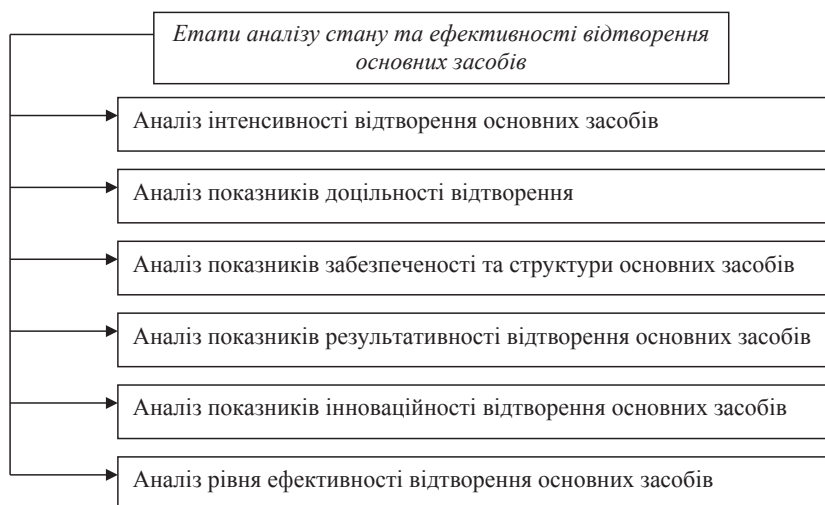 Етапи аналізу стану та ефективності відтворення
основних засобів
Аналіз інтенсивності відтворення основних засобів
Аналіз показників доцільності відтворення
Аналіз показників забезпеченості та структури основних засобів
Аналіз показників результативності відтворення основних засобів
Аналіз показників інноваційності відтворення основних засобів
Аналіз рівня ефективності відтворення основних засобів